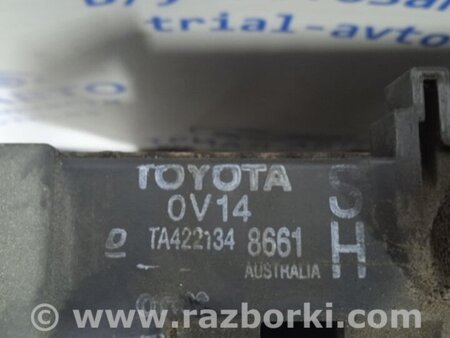 trial-avto
TOYOTA
0V14
S
TA422134 8661
H
AUSTRALIA
www.razborki.com